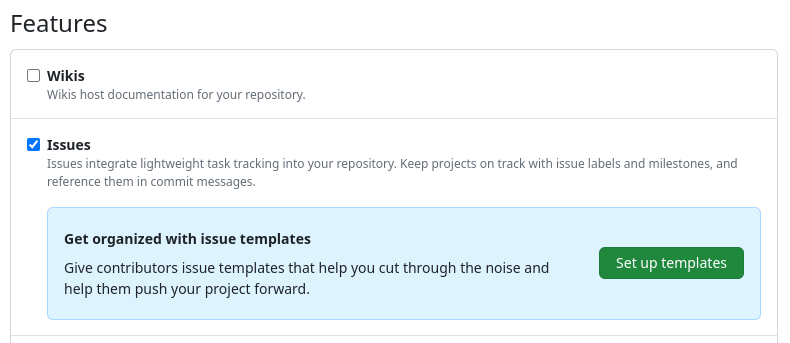 Features
Wikis
Wikis host documentation for your repository.
Issues
Issues integrate lightweight task tracking into your repository. Keep projects on track with issue labels and milestones, and
reference them in commit messages.
Get organized with issue templates
Give contributors issue templates that help you cut through the noise and
help them push your project forward.
Set up templates